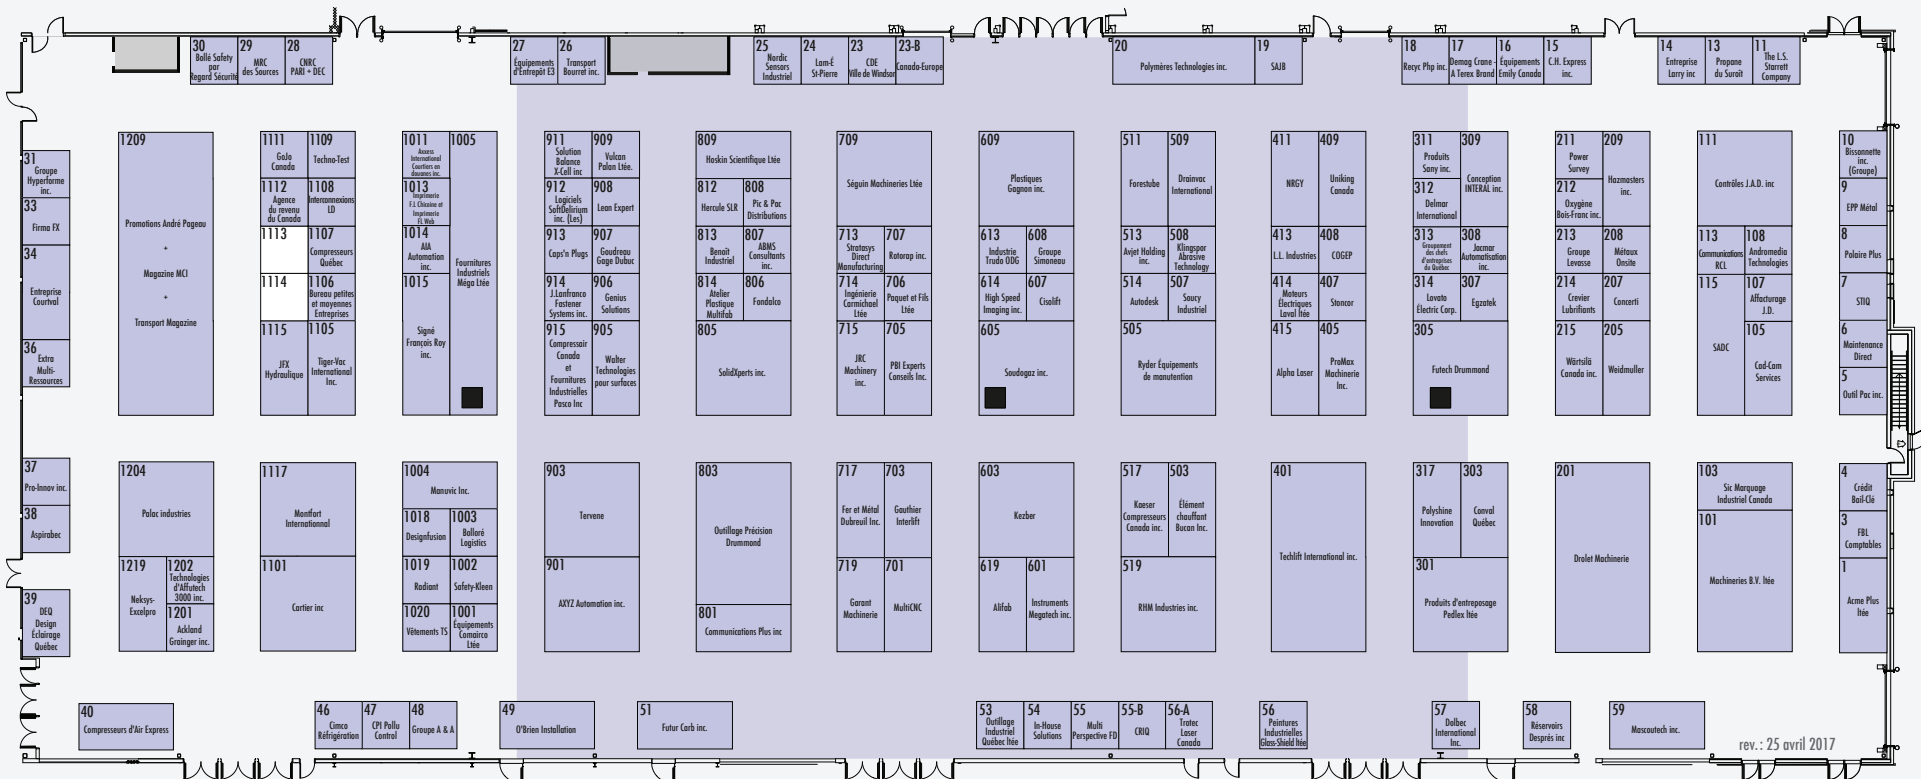 30
Bollé Safety
par
Regard Sécurité
29
MRC
des Sources
28
CNRC
PARI + DEC
27
Équipements
d'Entrepôt E3
26
Transport
Bourret inc.
25
Nordic
Sensors
Industriel
24
Lam-É
St-Pierre
23
CDE
Ville de Windsor
23-B
Canada-Europe
20
Polymères Technologies inc.
19
SAJB
18
Recyc Php inc.
17
Demag Crane -
A Terex Brand
16
Équipements
Emily Canada
15
C.H. Express
inc.
14
Entreprise
Larry inc
13
Propane
du Suroit
11
The L.S.
Starrett
Company
31
Groupe
Hyperforme
inc.
33
Firma FX
34
Entreprise
Courtval
36
Extra
Multi-
Ressources
37
Pro-Innov inc.
38
Aspirabec
39
DEQ
Design
Éclairage
Québec
1209
Promotions André Pageau
+
Magazine MCI
+
Transport Magazine
1111
GoJo
Canada
1109
Techno-Test
1112
Agence
du revenu
du Canada
1108
Interconnexions
LD
1113
1107
Compresseurs
Québec
1114
1106
Bureau petites
et moyennes
Entreprises
1115
JFX
Hydraulique
1105
Tiger-Vac
International
Inc.
1011
Axxess
International
Courtiers en
douanes inc.
1005
Fournitures
Industriels
Méga Ltée
1013
Imprimerie
F.L Chicoine et
Imprimerie
FL Web
1014
AIA
Automation
inc.
1015
Signé
François Roy
inc.
911
Solution
Balance
X-Cell inc
909
Vulcan
Palan Ltée.
912
Logiciels
SoftDelirium
inc. (Les)
908
Lean Expert
913
Caps'n Plugs
907
Gaudreau
Gage Dubuc
914
J.Lanfranco
Fastener
Systems inc.
906
Genius
Solutions
915
Compressair
Canada
et
Fournitures
Industrielles
Pasco Inc
905
Walter
Technologies
pour surfaces
809
Hoskin Scientifique Ltée
812
Hercule SLR
808
Pic & Pac
Distributions
813
Benoît
Industriel
807
ABMS
Consultants
inc.
814
Atelier
Plastique
Multifab
806
Fondalco
805
SolidXperts inc.
709
Séguin Machineries Ltée
713
Stratasys
Direct
Manufacturing
707
Rotorap inc.
714
Ingénierie
Carmichael
Ltée
706
Paquet et Fils
Ltée
715
JRC
Machinery
inc.
705
PBI Experts
Conseils Inc.
609
Plastiques
Gagnon inc.
613
Industrie
Trudo ODG
608
Groupe
Simoneau
614
High Speed
Imaging inc.
607
Cisolift
605
Soudogaz inc.
511
Forestube
509
Drainvac
International
513
Avjet Holding
inc.
508
Klingspor
Abrasive
Technology
514
Autodesk
507
Saucy
Industriel
505
Ryder Équipements
de manutention
411
NRGY
409
Uniking
Canada
413
L.L. Industries
408
COGEP
414
Moteurs
Électriques
Laval ltée
407
Stoncor
415
Alpha Laser
405
ProMax
Machinerie
Inc.
311
Produits
Sany inc.
309
Conception
INTERAL inc.
312
Delmar
International
313
Groupement
des chefs
d'entreprises
du Québec
308
Jacmar
Automatisation
inc.
314
Lovato
Électric Corp.
307
Egzatek
305
Futech Drummond
211
Power
Survey
209
Hazmasters
inc.
212
Oxygène
Bois-Franc inc.
213
Groupe
Levasse
208
Métaux
Onsite
214
Crevier
Lubrifiants
207
Concerti
215
Wärtsilä
Canada inc.
205
Weidmuller
111
Contrôles J.A.D. inc
113
Communications
RCL
108
Andromedia
Technologies
115
SADC
107
Affacturage
J.D.
105
Cad-Cam
Services
10
Bissonnette
inc.
(Groupe)
9
EPP Métal
8
Polaire Plus
7
STIQ
6
Maintenance
Direct
5
Outil Pac inc.
4
Crédit
Bail-Clé
3
FBL
Comptables
1
Acme Plus
ltée
1204
Palac industries
1219
Neksys-
Excelpro
1202
Technologies
d'Affutech
3000 inc.
1201
Ackland
Grainger inc.
1117
Montfort
Internationnal
1101
Cartier inc
1004
Manuvic Inc.
1018
Designfusion
1003
Balloré
Logistics
1019
Radiant
1002
Safety-Kleen
1020
Vêtements TS
1001
Équipements
Comairco
Ltée
903
Tervene
901
AXYZ Automation inc.
803
Outillage Précision
Drummond
801
Communications Plus inc
717
Fer et Métal
Dubreuil Inc.
703
Gauthier
Interlift
719
Garant
Machinerie
701
MultiCNC
603
Kezber
619
Alifab
601
Instruments
Megatech inc.
517
Kaeser
Compresseurs
Canada inc.
503
Élément
chauffant
Bucan Inc.
519
RHM Industries inc.
401
Techlift International inc.
317
Polyshine
Innovation
303
Conval
Québec
301
Produits d'entreposage
Pedlex ltée
201
Drolet Machinerie
103
Sic Marquage
Industriel Canada
101
Machineries B.V. ltée
40
Compresseurs d'Air Express
46
Cimco
Réfrigération
47
CPI Pollu
Control
48
Groupe A & A
49
O'Brien Installation
51
Futur Carb inc.
53
Outillage
Industriel
Québec ltée
54
In-House
Solutions
55
Multi
Perspective FD
55-B
CRIQ
56-A
Trotec
Laser
Canada
56
Peintures
Industrielles
Glass-Shield ltée
57
Dolbec
International
Inc.
58
Réservoirs
Després inc
59
Mascoutech inc.
rev.: 25 avril 2017